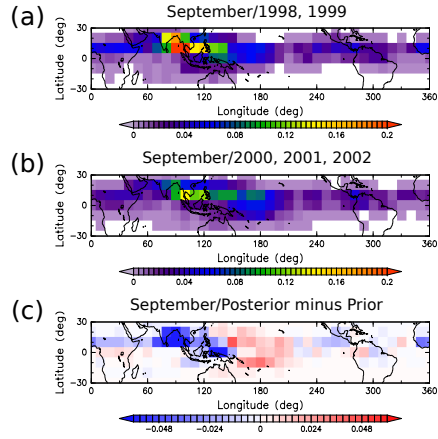 (a)
September/1998, 1999
Latitude (deg)
30
0
−30
0 60 120 180 240 300 360
Longitude (deg)
0 0.04 0.08 0.12 0.16 0.2
(b)
September/2000, 2001, 2002
Latitude (deg)
30
0
−30
0 60 120 180 240 300 360
Longitude (deg)
0 0.04 0.08 0.12 0.16 0.2
(c)
September/Posterior minus Prior
Latitude (deg)
30
0
−30
0 60 120 180 240 300 360
Longitude (deg)
−0.048 −0.024 0 0.024 0.048